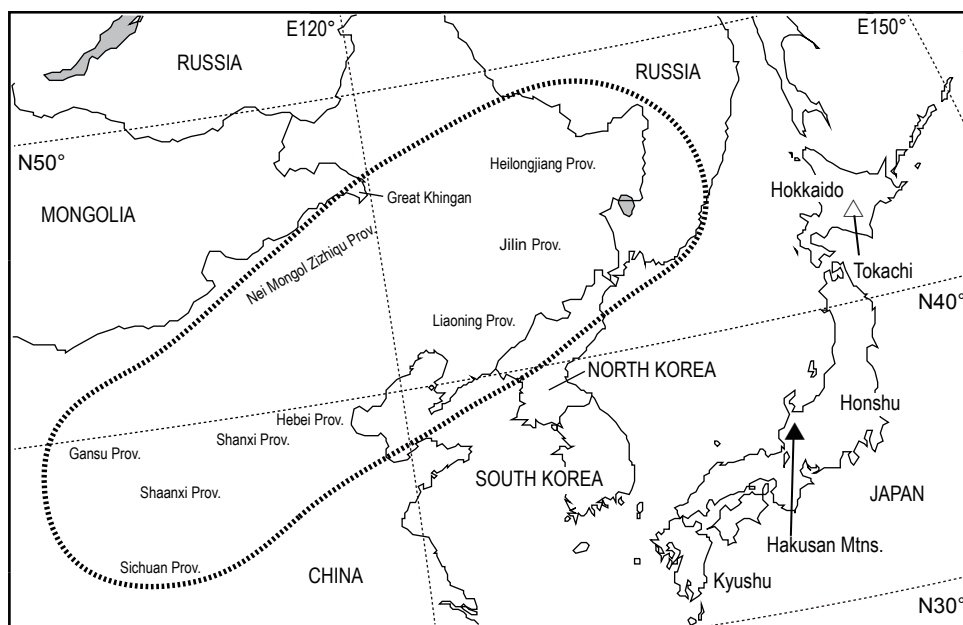 E120°
E150°
RUSSIA
RUSSIA
N50°
Heilongjiang Prov.
Hokkaido
Great Khingan
MONGOLIA
Jilin Prov.
Nei Mongol Zizhiqu Prov.
Tokachi
N40°
Liaoning Prov.
NORTH KOREA
Honshu
Hebei Prov.
Shanxi Prov.
Gansu Prov.
SOUTH KOREA
Shaanxi Prov.
JAPAN
Hakusan Mtns.
Sichuan Prov.
CHINA
Kyushu
N30°